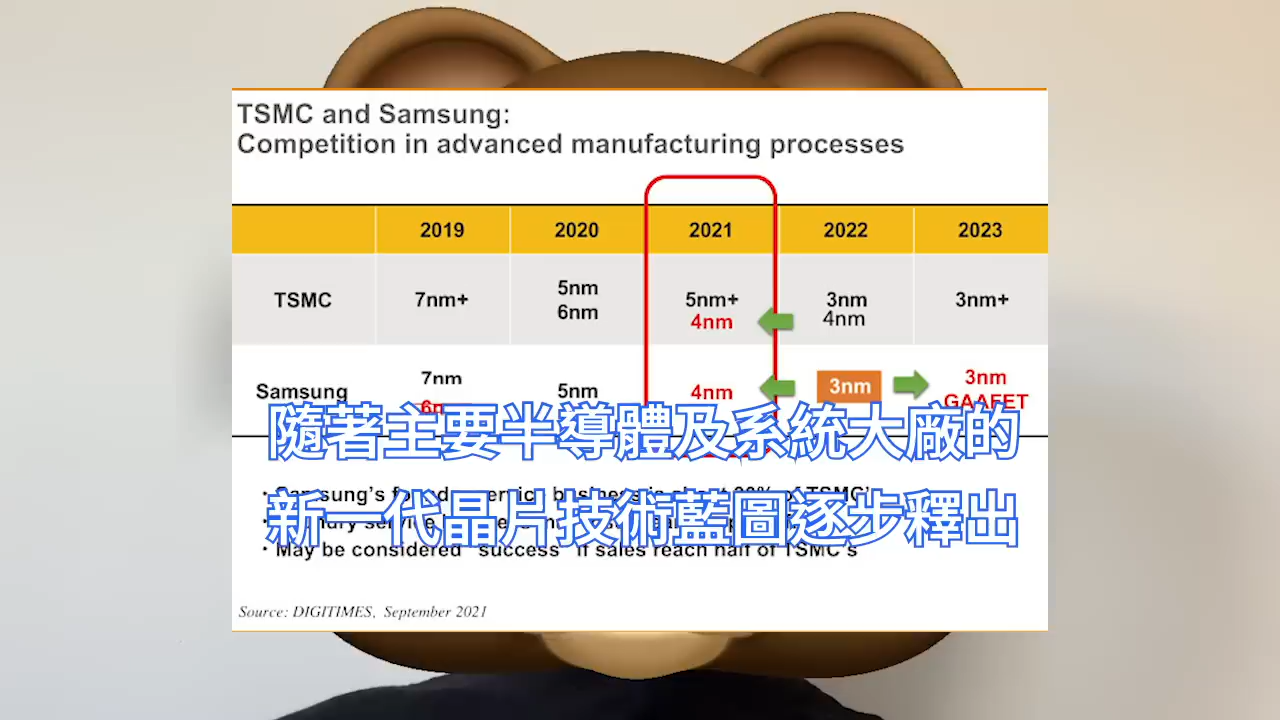 TSMC and Samsung:
Competition in advanced manufacturing processes
2019 2020 2021 2022 2023
TSMC 7nm+ 5nm 6nm 5nm+ 4nm 3nm 4nm 3nm+
Samsung 7nm 5nm 4nm 3nm 3nm GAAFET
隨著主要半導體及系統大廠的
新一代晶片技術藍圖逐步釋出
• May be considered "success" if sales reach half of TSMC's
Source: DIGITIMES, September 2021